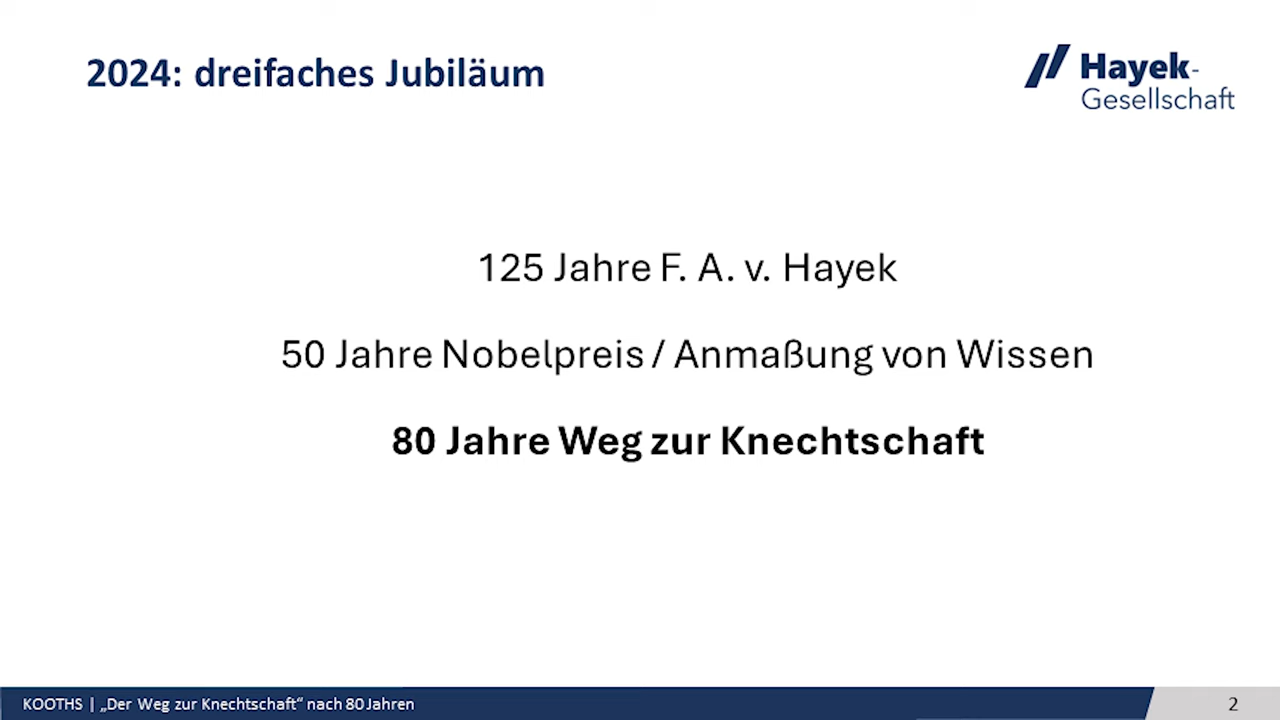 2024: dreifaches Jubiläum
Hayek-
Gesellschaft
125 Jahre F. A. v. Hayek
50 Jahre Nobelpreis / Anmaßung von Wissen
80 Jahre Weg zur Knechtschaft
KOOTHS | „Der Weg zur Knechtschaft“ nach 80 Jahren
2